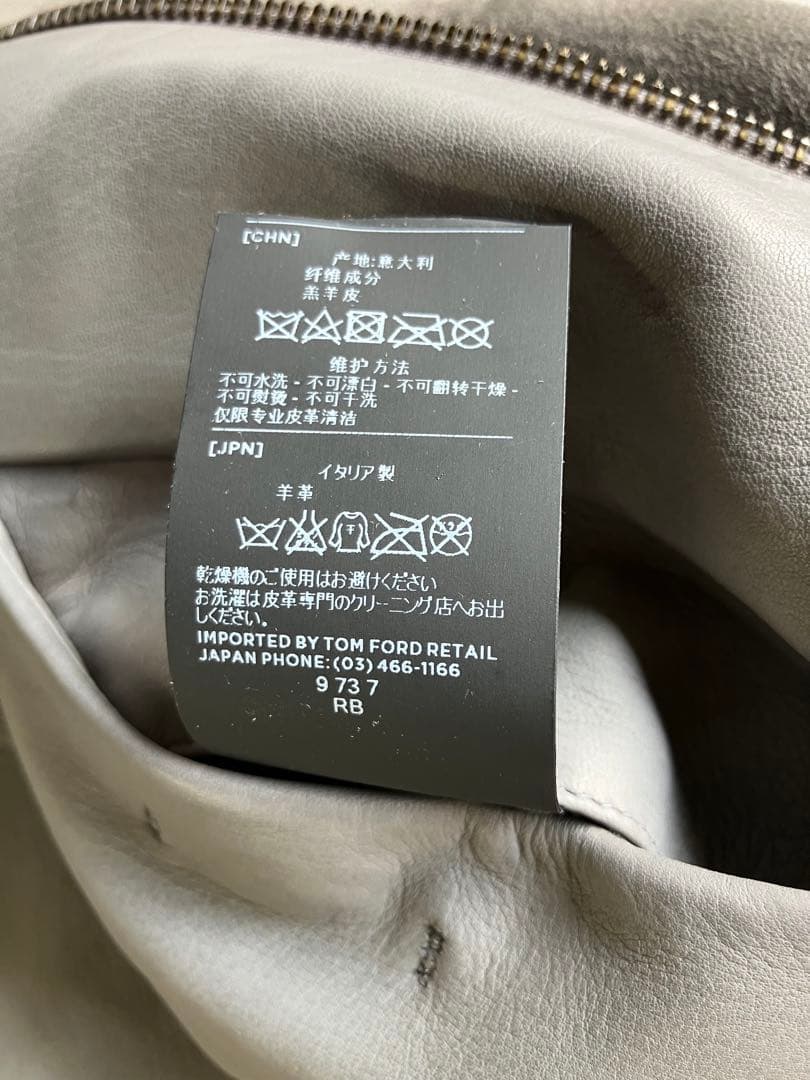 [CHN]
产地:意大利
纤维成分
羔羊皮
维护方法
不可水洗 - 不可漂白 - 不可翻转干燥 -
不可熨烫 - 不可干洗
仅限专业皮革清洁
[JPN]
イタリア製
羊革
乾燥機のご使用はお避けください
お洗濯は皮革専門のクリーニング店へお出
しください。
IMPORTED BY TOM FORD RETAIL
JAPAN PHONE: (03) 466-1166
9 73 7
RB